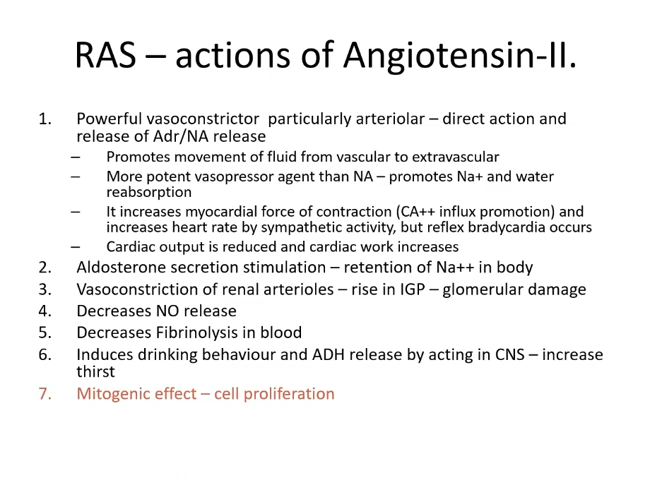 RAS – actions of Angiotensin-II.
1. Powerful vasoconstrictor particularly arteriolar – direct action and
release of Adr/NA release
– Promotes movement of fluid from vascular to extravascular
– More potent vasopressor agent than NA – promotes Na+ and water
reabsorption
– It increases myocardial force of contraction (CA++ influx promotion) and
increases heart rate by sympathetic activity, but reflex bradycardia occurs
– Cardiac output is reduced and cardiac work increases
2. Aldosterone secretion stimulation – retention of Na++ in body
3. Vasoconstriction of renal arterioles – rise in IGP – glomerular damage
4. Decreases NO release
5. Decreases Fibrinolysis in blood
6. Induces drinking behaviour and ADH release by acting in CNS – increase
thirst
7. Mitogenic effect – cell proliferation